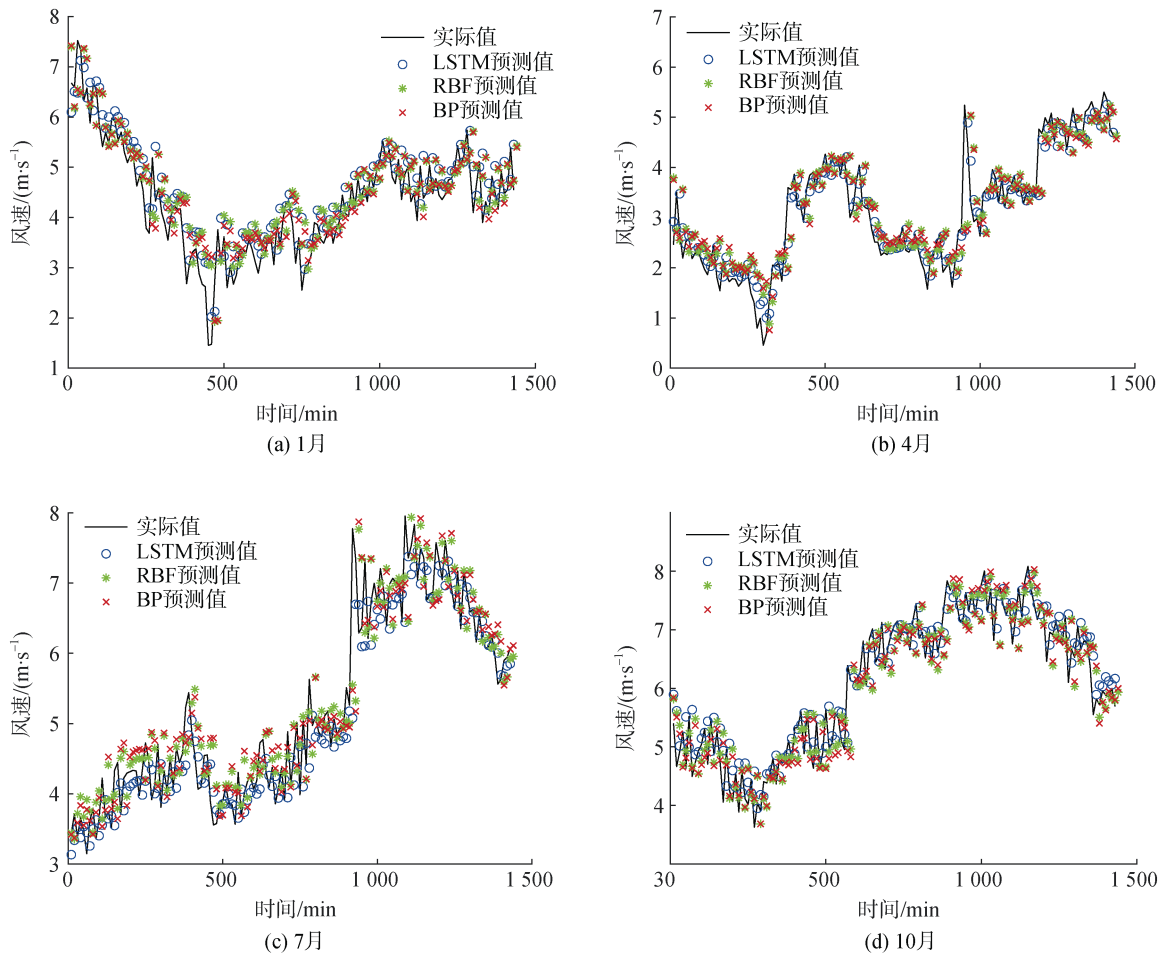 8
7
6
5
4
3
2
1
风速/(m·s⁻¹)
实际值
LSTM预测值
RBF预测值
BP预测值
0
500
1 000
1 500
时间/min
(a) 1月
7
6
5
4
3
2
1
0
风速/(m·s⁻¹)
实际值
LSTM预测值
RBF预测值
BP预测值
0
500
1 000
1 500
时间/min
(b) 4月
8
7
6
5
4
3
风速/(m·s⁻¹)
实际值
LSTM预测值
RBF预测值
BP预测值
0
500
1 000
1 500
时间/min
(c) 7月
8
7
6
5
4
风速/(m·s⁻¹)
实际值
LSTM预测值
RBF预测值
BP预测值
30
500
1 000
1 500
时间/min
(d) 10月